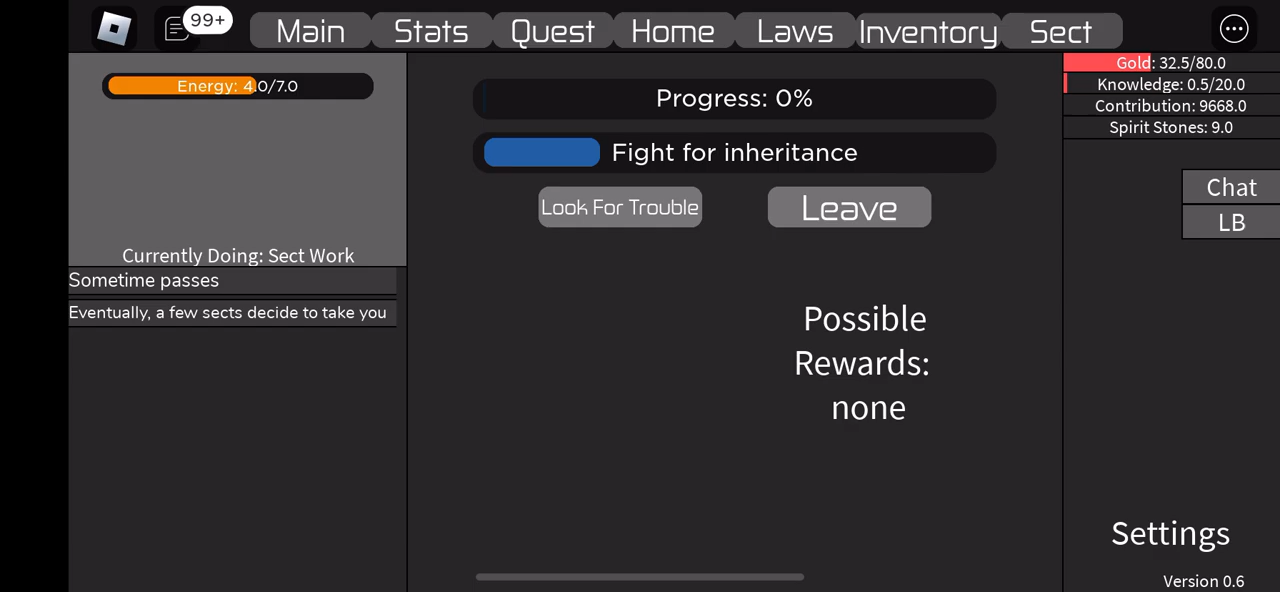 99+
Main
Stats
Quest
Home
Laws
Inventory
Sect
Energy: 4.0/7.0
Currently Doing: Sect Work
Sometime passes
Eventually, a few sects decide to take you
Progress: 0%
Fight for inheritance
Look For Trouble
Leave
Possible
Rewards:
none
Gold: 32.5/80.0
Knowledge: 0.5/20.0
Contribution: 9668.0
Spirit Stones: 9.0
Chat
LB
Settings
Version 0.6